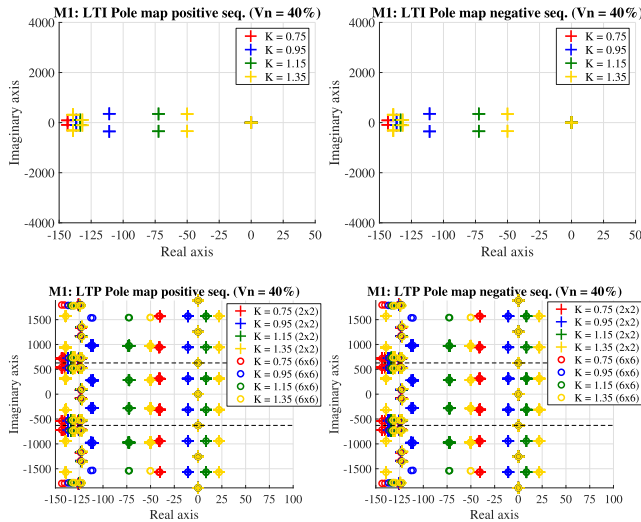 M1: LTI Pole map positive seq. (Vn = 40%)
4000
2000
0
-2000
-4000
Imaginary axis
K = 0.75
K = 0.95
K = 1.15
K = 1.35
-150 -125 -100 -75 -50 -25 0 25 50
Real axis
M1: LTI Pole map negative seq. (Vn = 40%)
4000
2000
0
-2000
-4000
Imaginary axis
K = 0.75
K = 0.95
K = 1.15
K = 1.35
-150 -125 -100 -75 -50 -25 0 25 50
Real axis
M1: LTP Pole map positive seq. (Vn = 40%)
1500
1000
500
0
-500
-1000
-1500
Imaginary axis
K = 0.75 (2x2)
K = 0.95 (2x2)
K = 1.15 (2x2)
K = 1.35 (2x2)
K = 0.75 (6x6)
K = 0.95 (6x6)
K = 1.15 (6x6)
K = 1.35 (6x6)
-150 -125 -100 -75 -50 -25 0 25 50 75 100
Real axis
M1: LTP Pole map negative seq. (Vn = 40%)
1500
1000
500
0
-500
-1000
-1500
Imaginary axis
K = 0.75 (2x2)
K = 0.95 (2x2)
K = 1.15 (2x2)
K = 1.35 (2x2)
K = 0.75 (6x6)
K = 0.95 (6x6)
K = 1.15 (6x6)
K = 1.35 (6x6)
-150 -125 -100 -75 -50 -25 0 25 50 75 100
Real axis